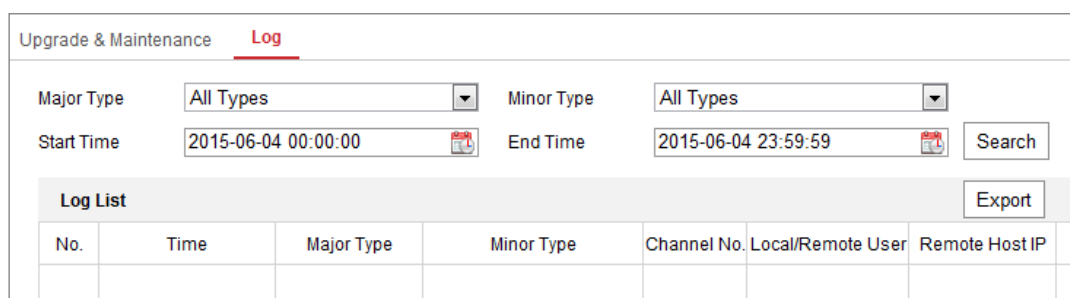 Upgrade & Maintenance Log
Major Type All Types Minor Type All Types
Start Time 2015-06-04 00:00:00 End Time 2015-06-04 23:59:59 Search
Log List Export
No. Time Major Type Minor Type Channel No. Local/Remote User Remote Host IP